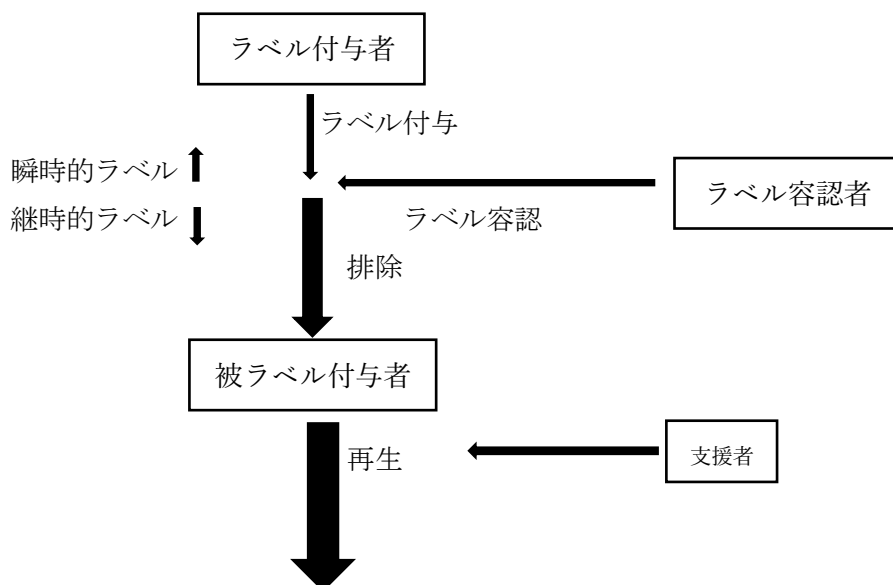 ラベル付与者
ラベル付与
瞬時的ラベル
ラベル容認者
継時的ラベル
ラベル容認
排除
被ラベル付与者
再生
支援者